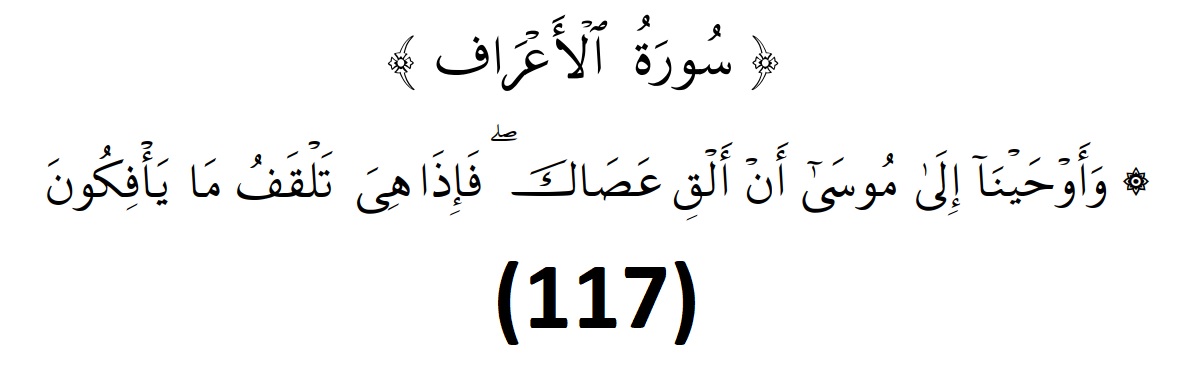 ﴿ سُورَةُ ٱلْأَعْرَاف ﴾
۞ وَأَوْحَيْنَآ إِلَىٰ مُوسَىٰٓ أَنْ أَلْقِ عَصَاكَ ۖ فَإِذَا هِىَ تَلْقَفُ مَا يَأْفِكُونَ
(117)